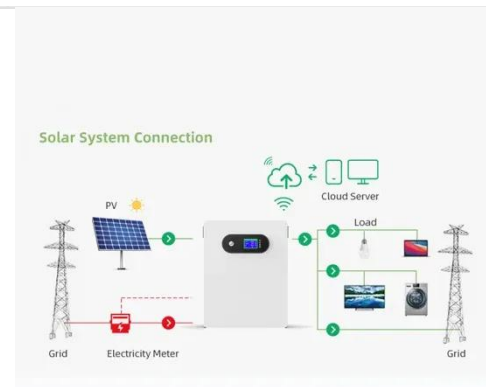 Solar System Connection
Cloud Server
PV
Load
Grid
Electricity Meter
Grid